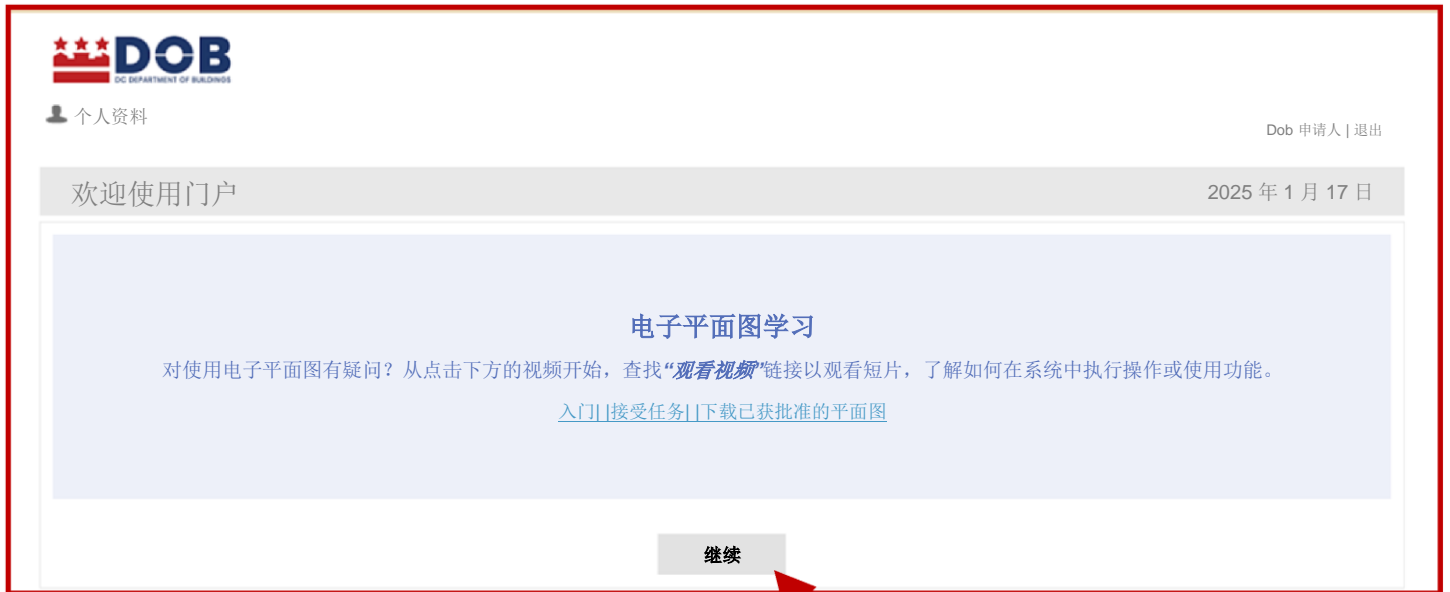 DOB
DC DEPARTMENT OF BUILDINGS
个人资料
Dob 申请人 | 退出
欢迎使用门户
2025 年 1 月 17 日
电子平面图学习
对使用电子平面图有疑问？从点击下方的视频开始，查找“观看视频”链接以观看短片，了解如何在系统中执行操作或使用功能。
入门| |接受任务| |下载已获批准的平面图
继续